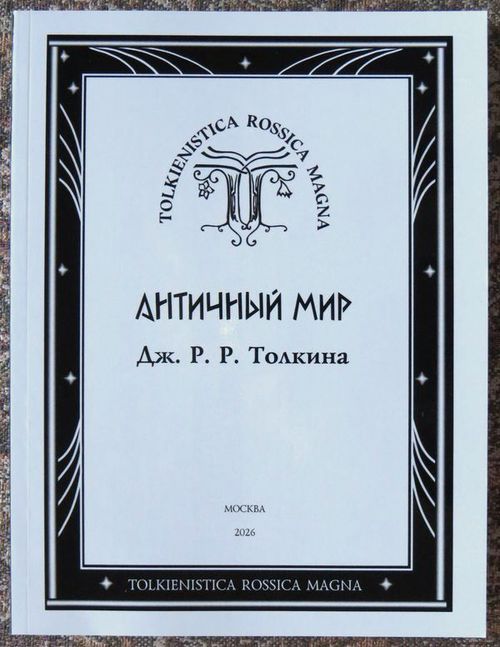 TOLKIENISTICA ROSSICA MAGNA
АНТИЧНЫЙ МИР
Дж. Р. Р. Толкина
МОСКВА
2026
TOLKIENISTICA ROSSICA MAGNA